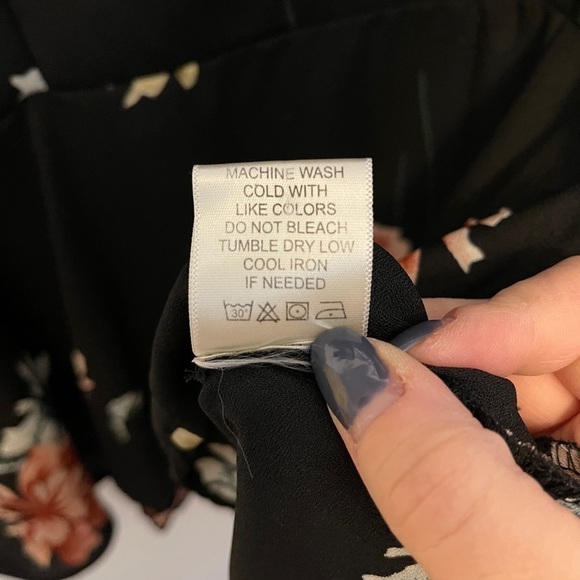 MACHINE WASH
COLD WITH
LIKE COLORS
DO NOT BLEACH
TUMBLE DRY LOW
COOL IRON
IF NEEDED
30°